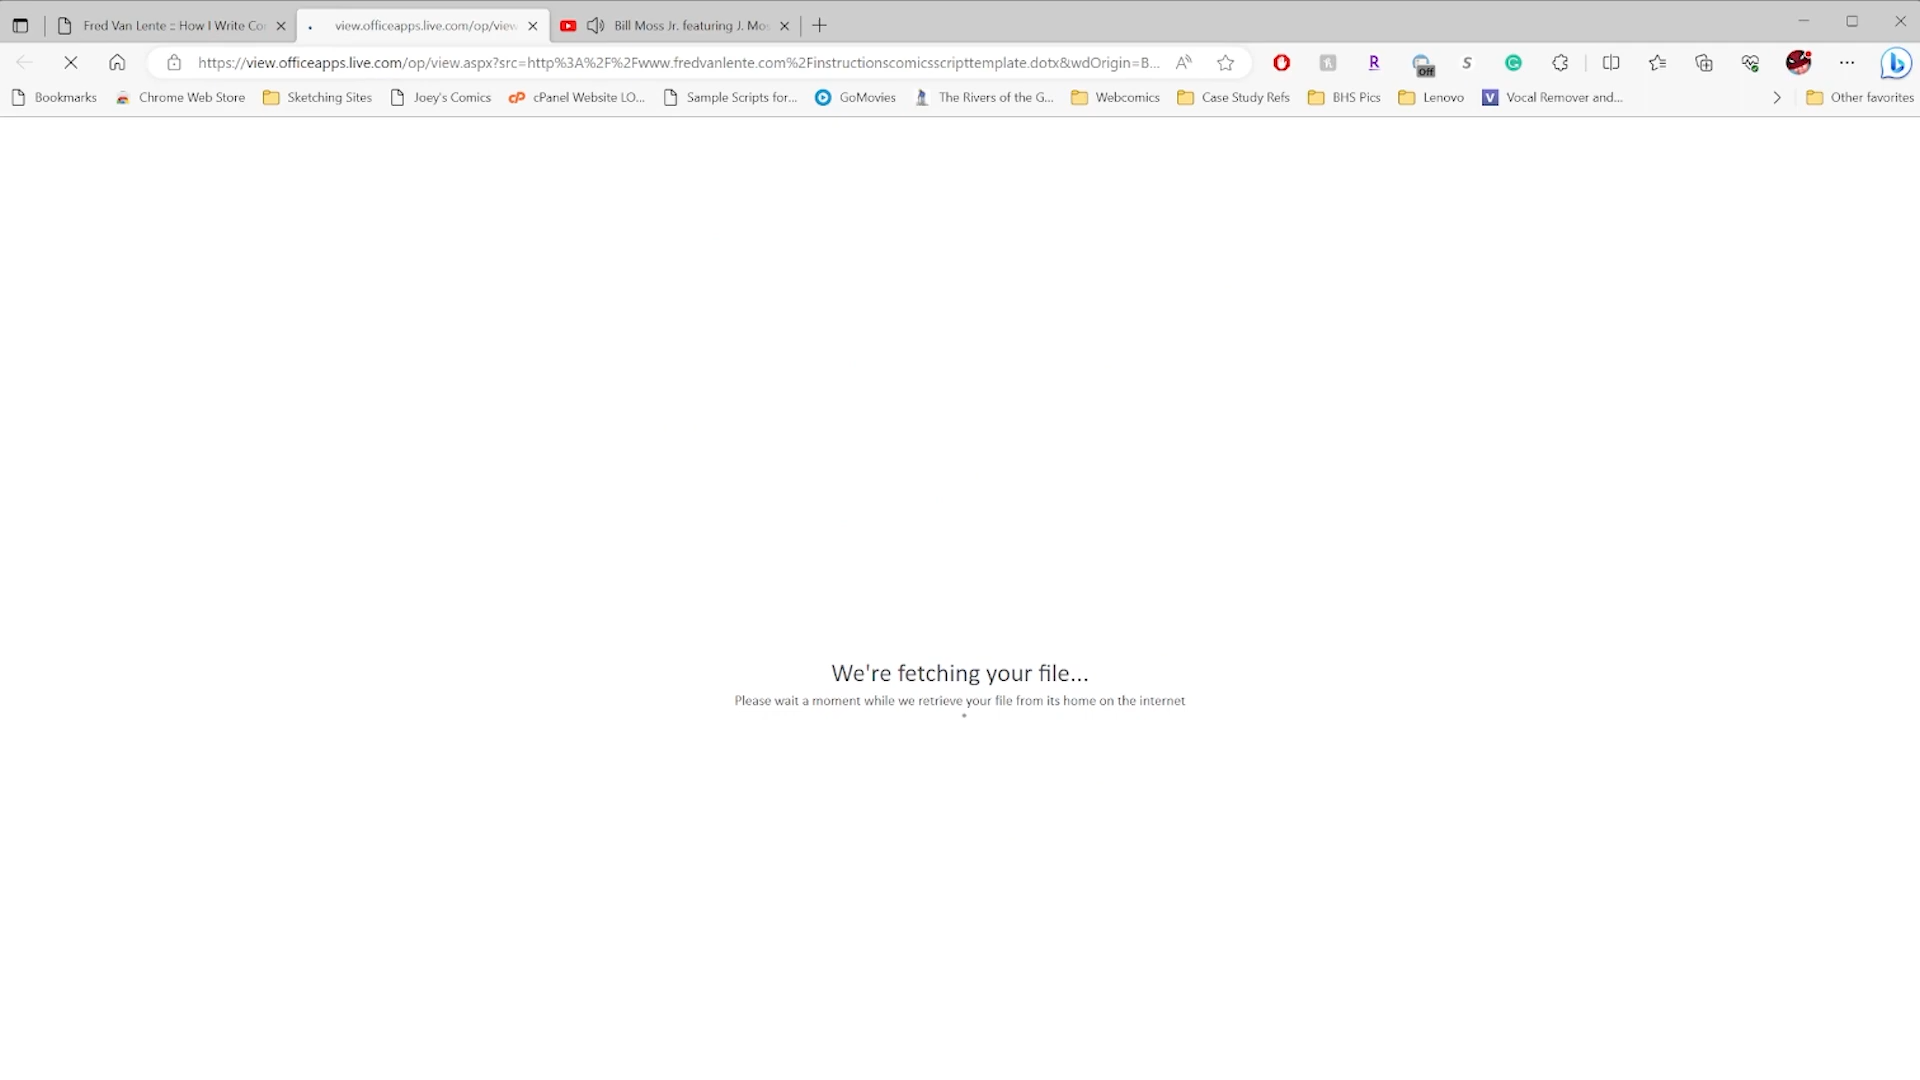 Fred Van Lente :: How I Write Co
view.officeapps.live.com/op/view
Bill Moss Jr. featuring J. Mos
https://view.officeapps.live.com/op/view.aspx?src=http%3A%2F%2Fwww.fredvanlente.com%2Finstructionscomicsscripttemplate.dotx&wdOrigin=B...
A
R
Off
S
Bookmarks
Chrome Web Store
Sketching Sites
Joey's Comics
cP
cPanel Website LO...
Sample Scripts for...
GoMovies
The Rivers of the G...
Webcomics
Case Study Refs
BHS Pics
Lenovo
V
Vocal Remover and...
Other favorites
We're fetching your file...
Please wait a moment while we retrieve your file from its home on the internet